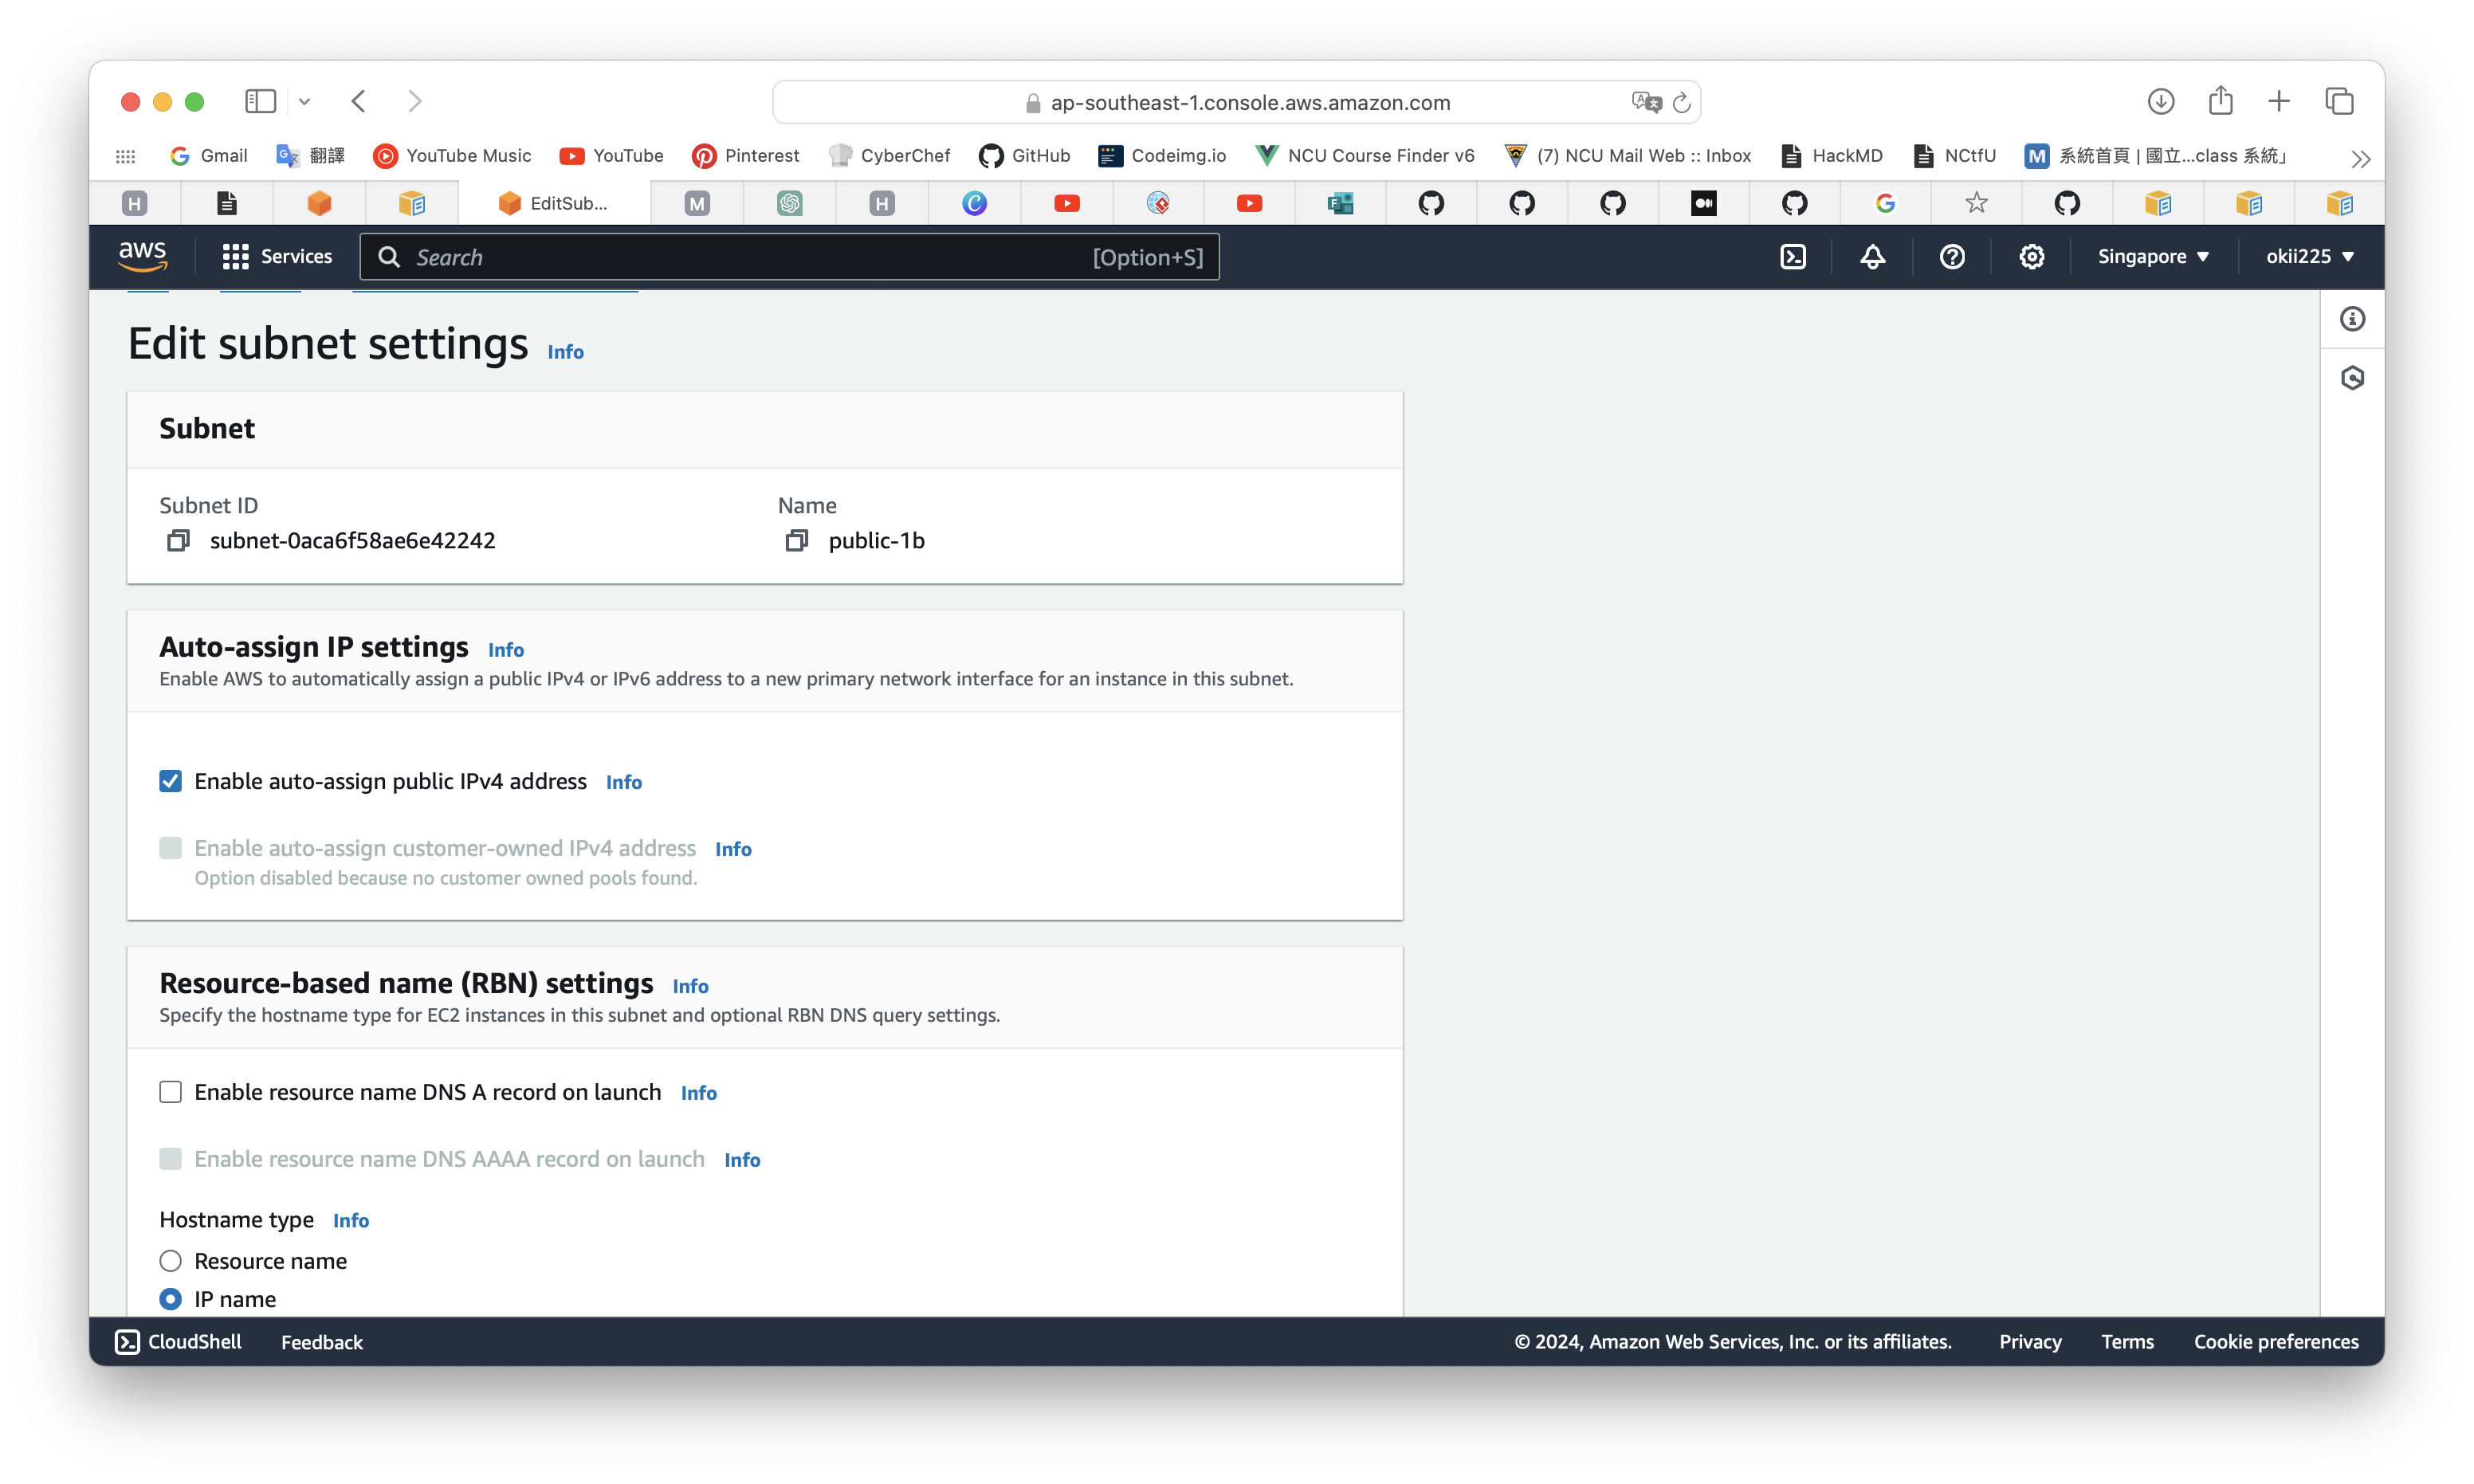 ap-southeast-1.console.aws.amazon.com
Gmail 翻譯 YouTube Music YouTube Pinterest CyberChef GitHub Codeimg.io NCU Course Finder v6 (7) NCU Mail Web :: Inbox HackMD NCtfU M 系統首頁 | 國立...class 系統」
H EditSub... M H
aws Services Search [Option+S] Singapore okii225
Edit subnet settings Info
Subnet
Subnet ID Name
subnet-0aca6f58ae6e42242 public-1b
Auto-assign IP settings Info
Enable AWS to automatically assign a public IPv4 or IPv6 address to a new primary network interface for an instance in this subnet.
Enable auto-assign public IPv4 address Info
Enable auto-assign customer-owned IPv4 address Info
Option disabled because no customer owned pools found.
Resource-based name (RBN) settings Info
Specify the hostname type for EC2 instances in this subnet and optional RBN DNS query settings.
Enable resource name DNS A record on launch Info
Enable resource name DNS AAAA record on launch Info
Hostname type Info
Resource name
IP name
CloudShell Feedback © 2024, Amazon Web Services, Inc. or its affiliates. Privacy Terms Cookie preferences